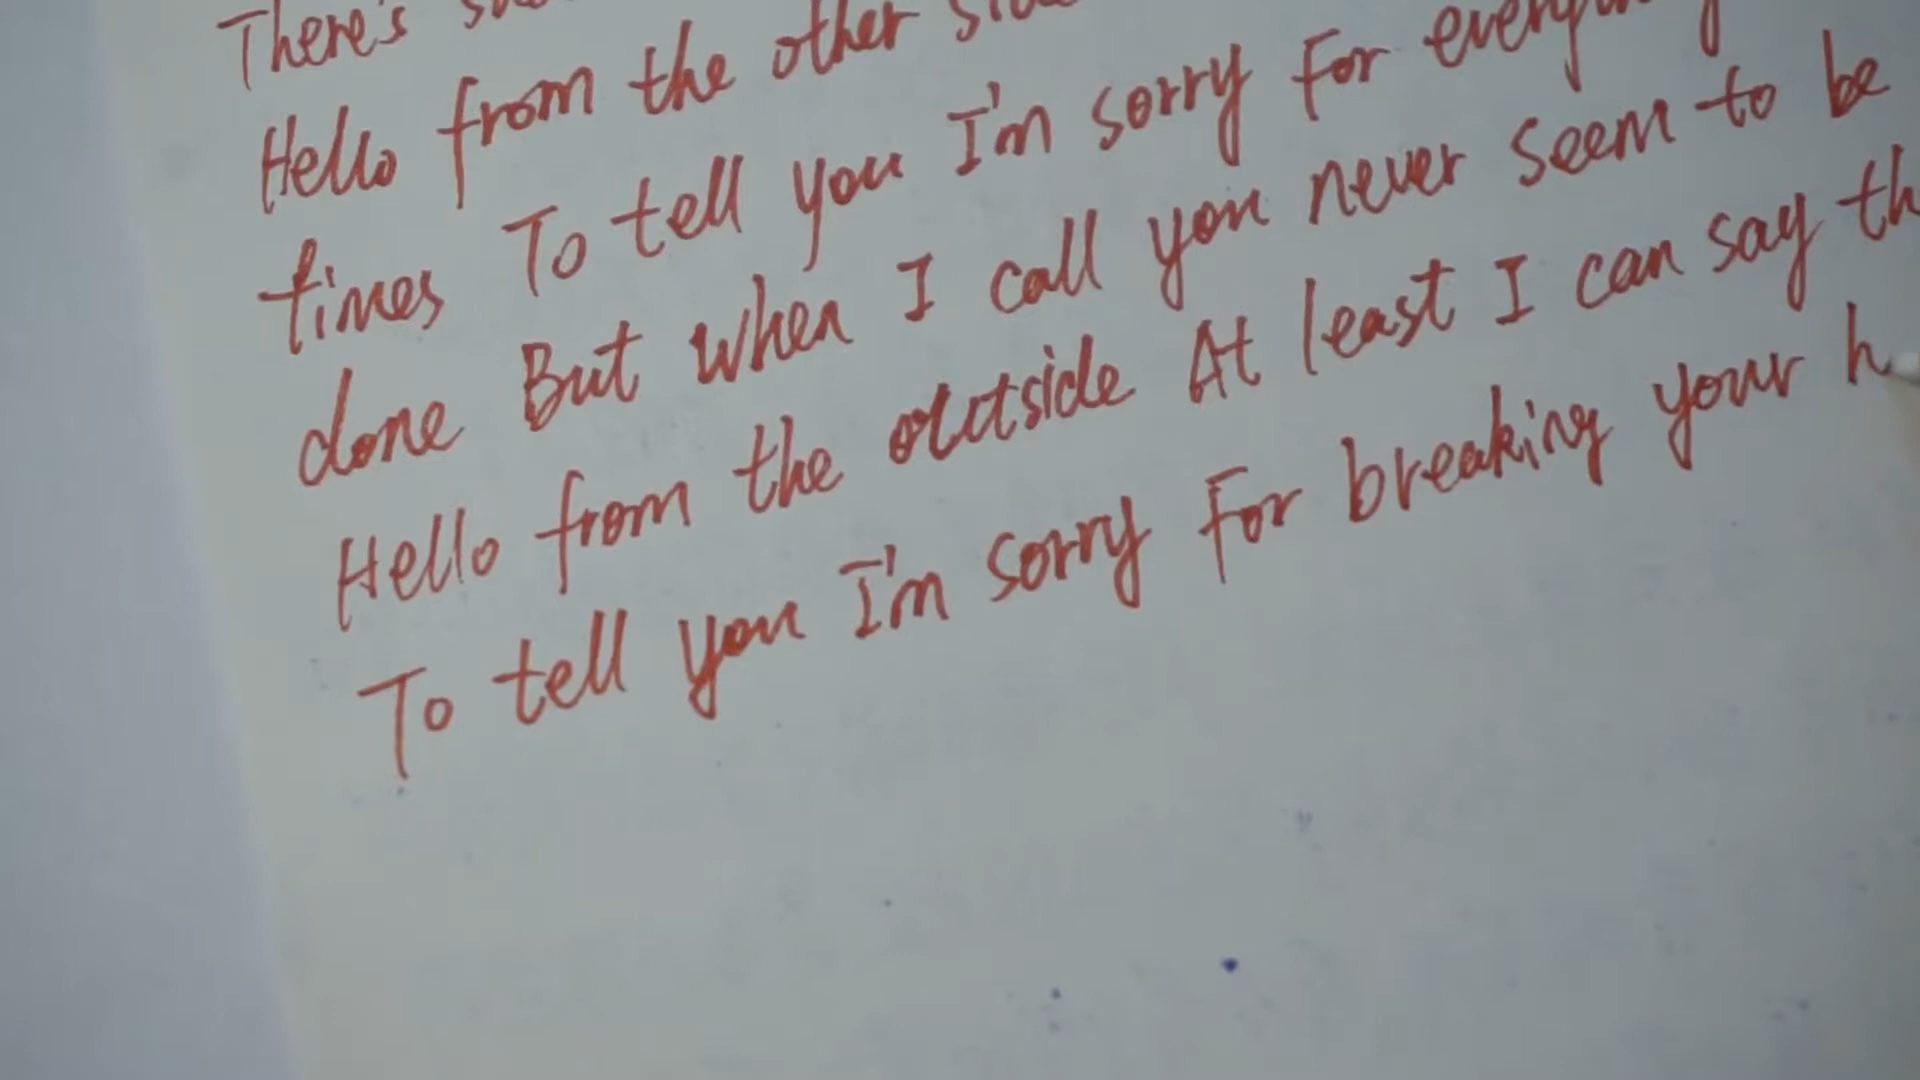 There's
Hello from the other
times To tell you I'm sorry for
done But when I call you never seem to be
Hello from the outside At least I can say
To tell you I'm sorry for breaking your